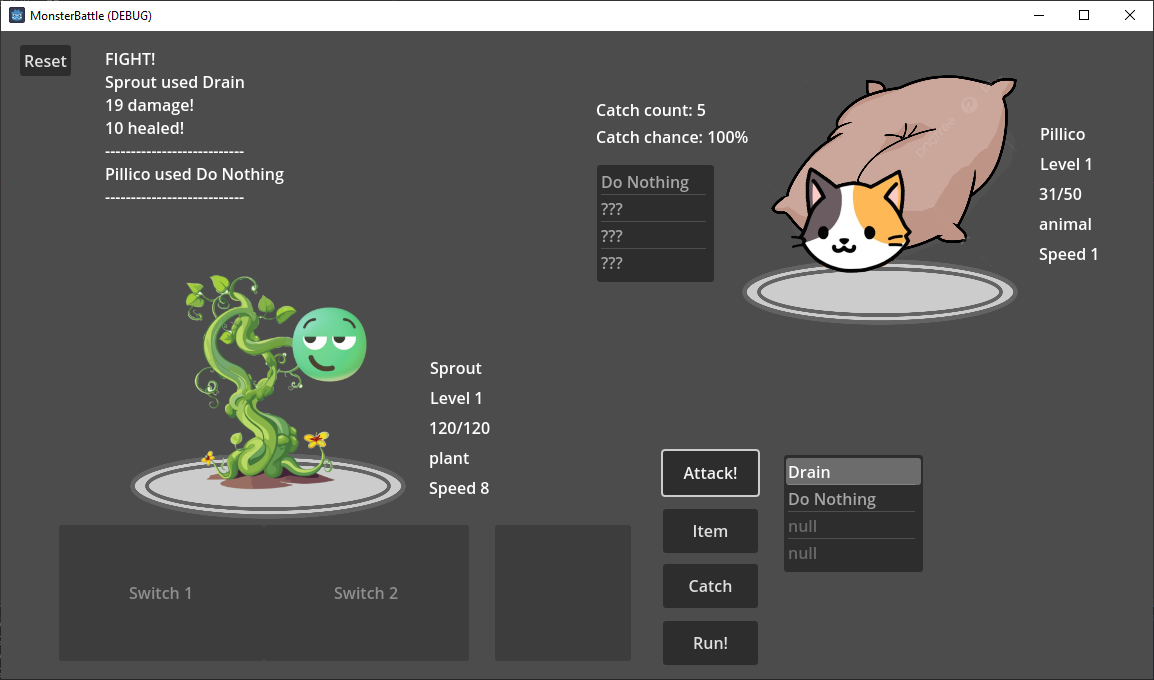 MonsterBattle (DEBUG)
Reset
FIGHT!
Sprout used Drain
19 damage!
10 healed!
---------------------------
Pillico used Do Nothing
---------------------------
Catch count: 5
Catch chance: 100%
Do Nothing
???
???
???
Pillico
Level 1
31/50
animal
Speed 1
Sprout
Level 1
120/120
plant
Speed 8
Attack!
Item
Catch
Run!
Drain
Do Nothing
null
null
Switch 1
Switch 2